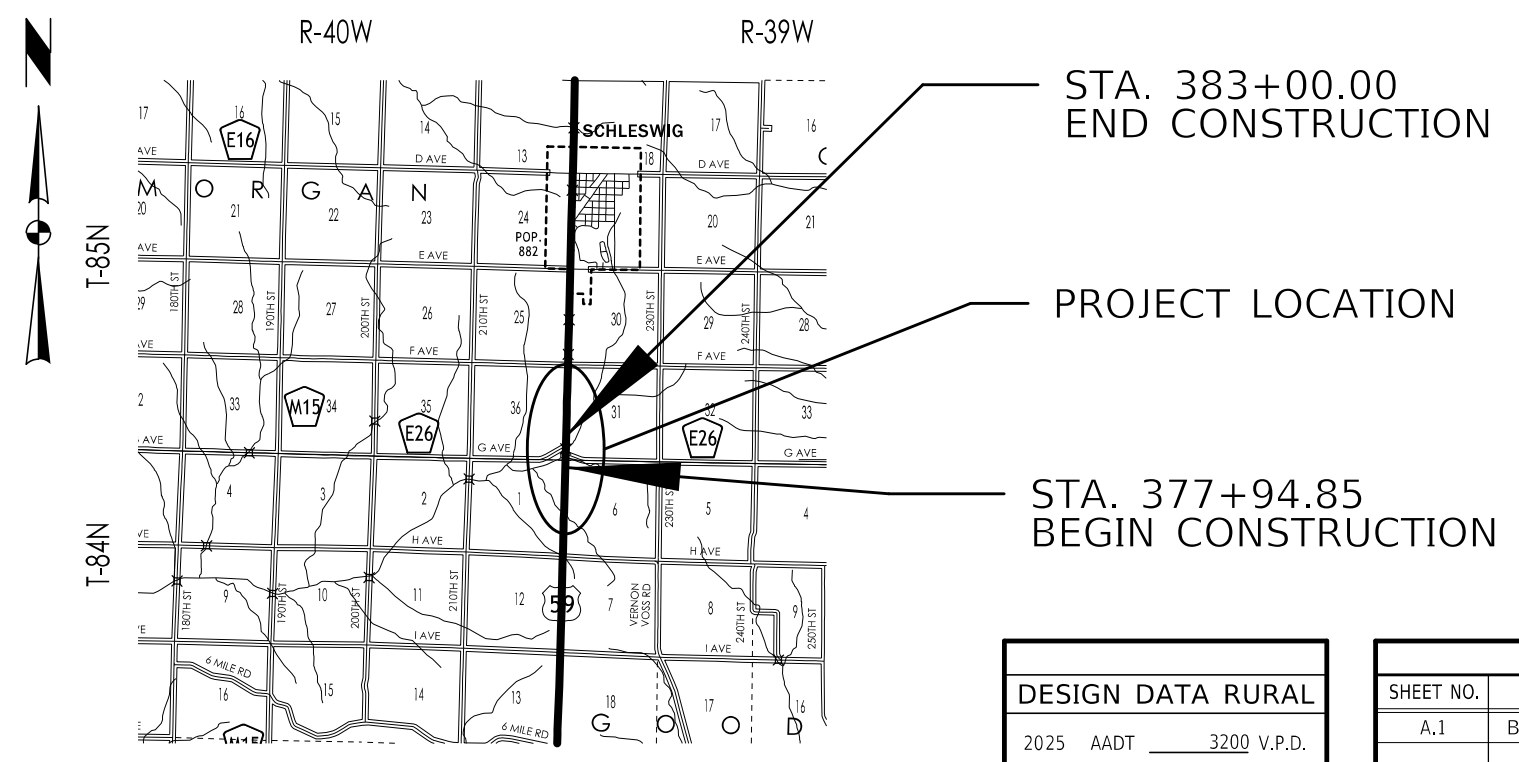 N
R-40W
R-39W
STA. 383+00.00
END CONSTRUCTION
PROJECT LOCATION
STA. 377+94.85
BEGIN CONSTRUCTION
T-85N
T-84N
17
16
15
14
13
18
17
16
E16
SCHLESWIG
AVE
D AVE
D AVE
M O R G A N
20
21
22
23
24
20
21
POP.
882
AVE
E AVE
E AVE
29
28
27
26
25
30
29
28
180TH ST
190TH ST
200TH ST
210TH ST
230TH ST
240TH ST
F AVE
F AVE
2
33
M15
34
35
36
31
32
33
E26
E26
AVE
G AVE
G AVE
4
3
2
1
6
5
4
230TH S
VE
H AVE
H AVE
9
10
11
12
59
7
8
9
180TH ST
190TH ST
200TH ST
210TH ST
VERNON
VOSS RD
240TH ST
250TH ST
I AVE
I AVE
6 MILE RD
16
15
14
13
18
17
16
6 MILE RD
G O O D
DESIGN DATA RURAL
2025 AADT 3200 V.P.D.
SHEET NO.
A.1 B